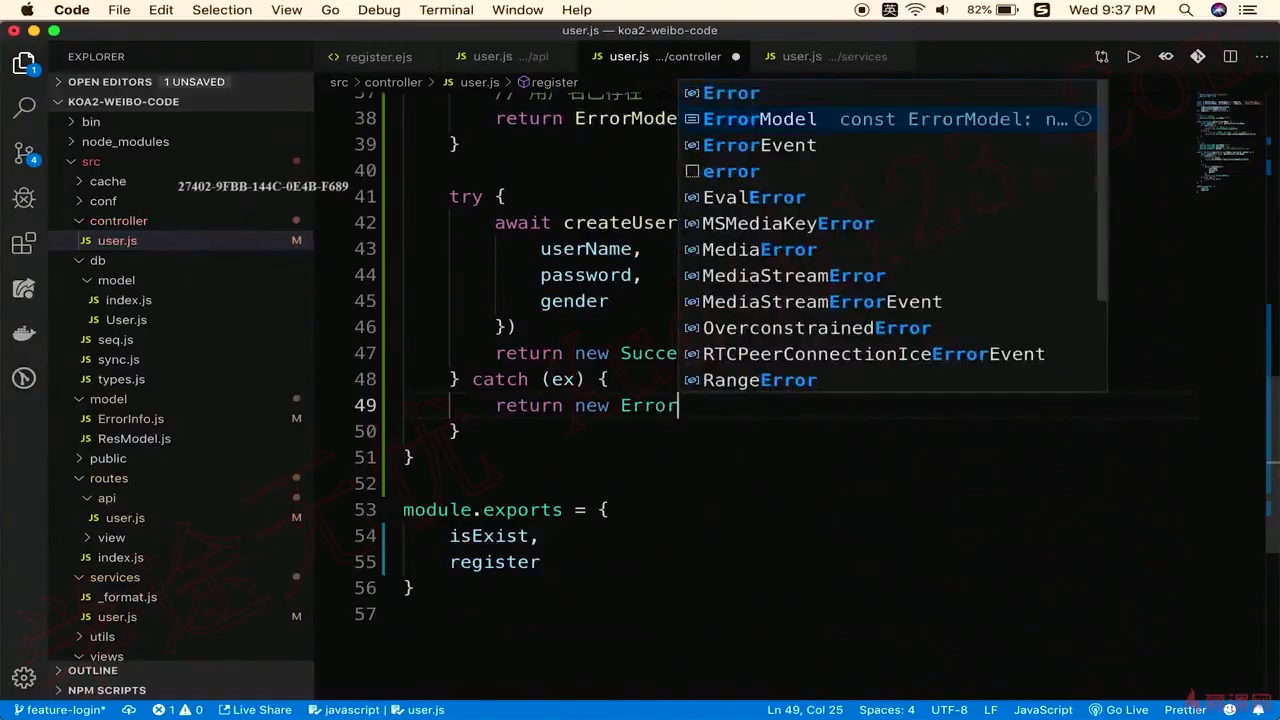 Code File Edit Selection View Go Debug Terminal Window Help 英 82% Wed 9:37 PM
user.js — koa2-weibo-code
EXPLORER
OPEN EDITORS 1 UNSAVED
KOA2-WEIBO-CODE
bin
node_modules
src
cache
conf
controller
JS user.js M
db
model
JS index.js
JS User.js
JS seq.js
JS sync.js
JS types.js
model
JS ErrorInfo.js
JS ResModel.js
public
routes
api
JS user.js M
view
JS index.js
services
JS _format.js
JS user.js M
utils
views
OUTLINE
NPM SCRIPTS
1
4
27402-9FBB-144C-0E4B-F689
<> register.ejs JS user.js .../api JS user.js .../controller JS user.js .../services
src > controller > JS user.js > register
37 // 用户名已存在
38 return ErrorMode
39 }
40
41 try {
42 await createUser
43 userName,
44 password,
45 gender
46 })
47 return new Succe
48 } catch (ex) {
49 return new Error
50 }
51 }
52
53 module.exports = {
54 isExist,
55 register
56 }
57
Error
ErrorModel const ErrorModel: n…
ErrorEvent
error
EvalError
MSMediaKeyError
MediaError
MediaStreamError
MediaStreamErrorEvent
OverconstrainedError
RTCPeerConnectionIceErrorEvent
RangeError
feature-login* 1 0 Live Share javascript | user.js Ln 49, Col 25 Spaces: 4 UTF-8 LF JavaScript Go Live Prettier